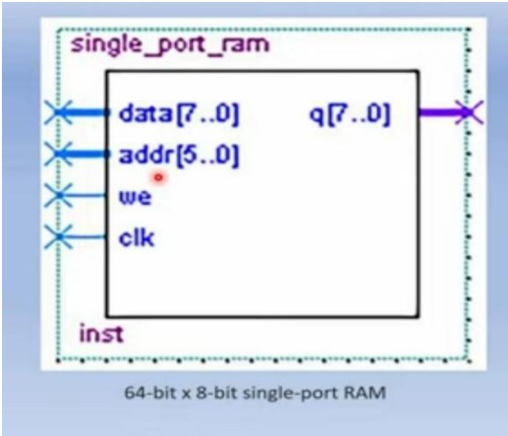 single_port_ram
data[7..0] q[7..0]
addr[5..0]
we
clk
inst
64-bit x 8-bit single-port RAM